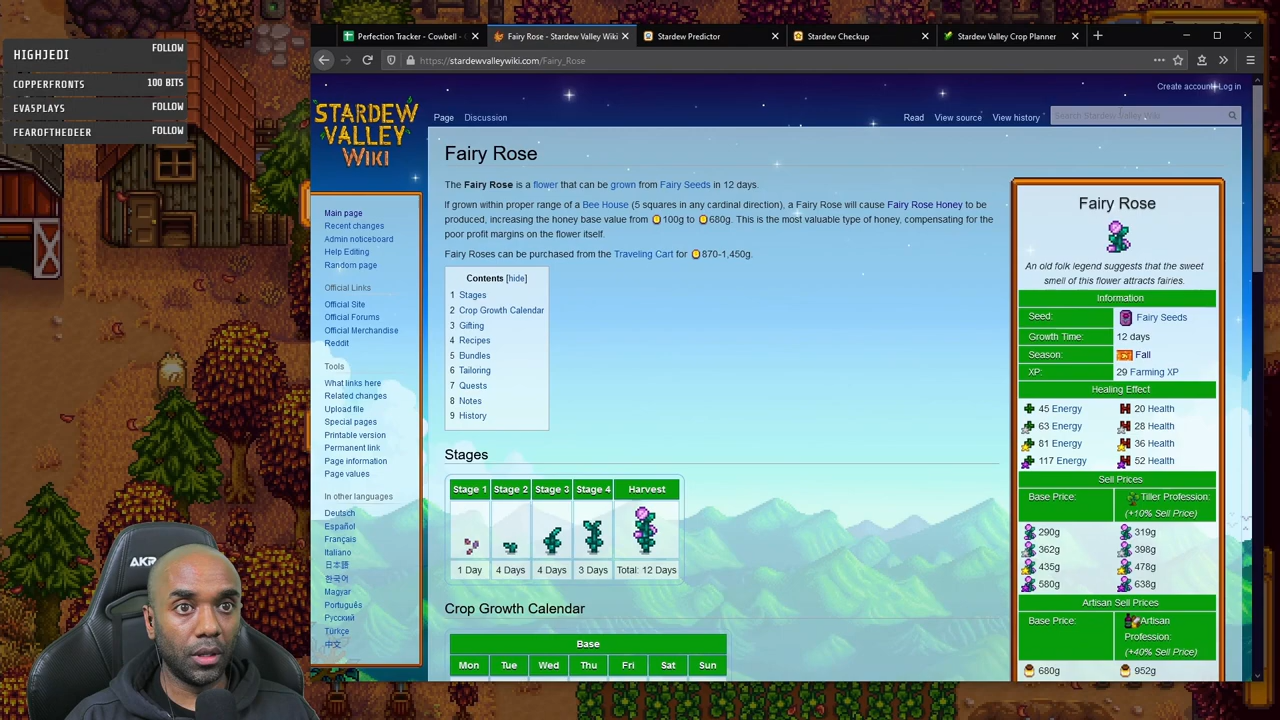 HIGHJEDI FOLLOW
COPPERFRONTS 100 BITS
EVA5PLAYS FOLLOW
FEAROFTHEDEER FOLLOW
Perfection Tracker - Cowbell -
Fairy Rose - Stardew Valley Wiki
Stardew Predictor
Stardew Checkup
Stardew Valley Crop Planner
https://stardewvalleywiki.com/Fairy_Rose
Create account Log in
STARDEW
VALLEY
WIKI
Page Discussion
Read View source View history
Search Stardew Valley Wiki
Main page
Recent changes
Admin noticeboard
Help Editing
Random page
Official Links
Official Site
Official Forums
Official Merchandise
Reddit
Tools
What links here
Related changes
Upload file
Special pages
Printable version
Permanent link
Page information
Page values
In other languages
Deutsch
Español
Français
Italiano
日本語
한국어
Magyar
Português
Русский
Türkçe
中文
Fairy Rose
The Fairy Rose is a flower that can be grown from Fairy Seeds in 12 days.
If grown within proper range of a Bee House (5 squares in any cardinal direction), a Fairy Rose will cause Fairy Rose Honey to
be produced, increasing the honey base value from 100g to 680g. This is the most valuable type of honey, compensating for the
poor profit margins on the flower itself.
Fairy Roses can be purchased from the Traveling Cart for 870-1,450g.
Contents [hide]
1 Stages
2 Crop Growth Calendar
3 Gifting
4 Recipes
5 Bundles
6 Tailoring
7 Quests
8 Notes
9 History
Stages
Stage 1 Stage 2 Stage 3 Stage 4 Harvest
1 Day 4 Days 4 Days 3 Days Total: 12 Days
Crop Growth Calendar
Base
Mon Tue Wed Thu Fri Sat Sun
Fairy Rose
An old folk legend suggests that the sweet
smell of this flower attracts fairies.
Information
Seed: Fairy Seeds
Growth Time: 12 days
Season: Fall
XP: 29 Farming XP
Healing Effect
45 Energy 20 Health
63 Energy 28 Health
81 Energy 36 Health
117 Energy 52 Health
Sell Prices
Base Price: Tiller Profession:
(+10% Sell Price)
290g 319g
362g 398g
435g 478g
580g 638g
Artisan Sell Prices
Base Price: Artisan
Profession:
(+40% Sell Price)
680g 952g
AKR